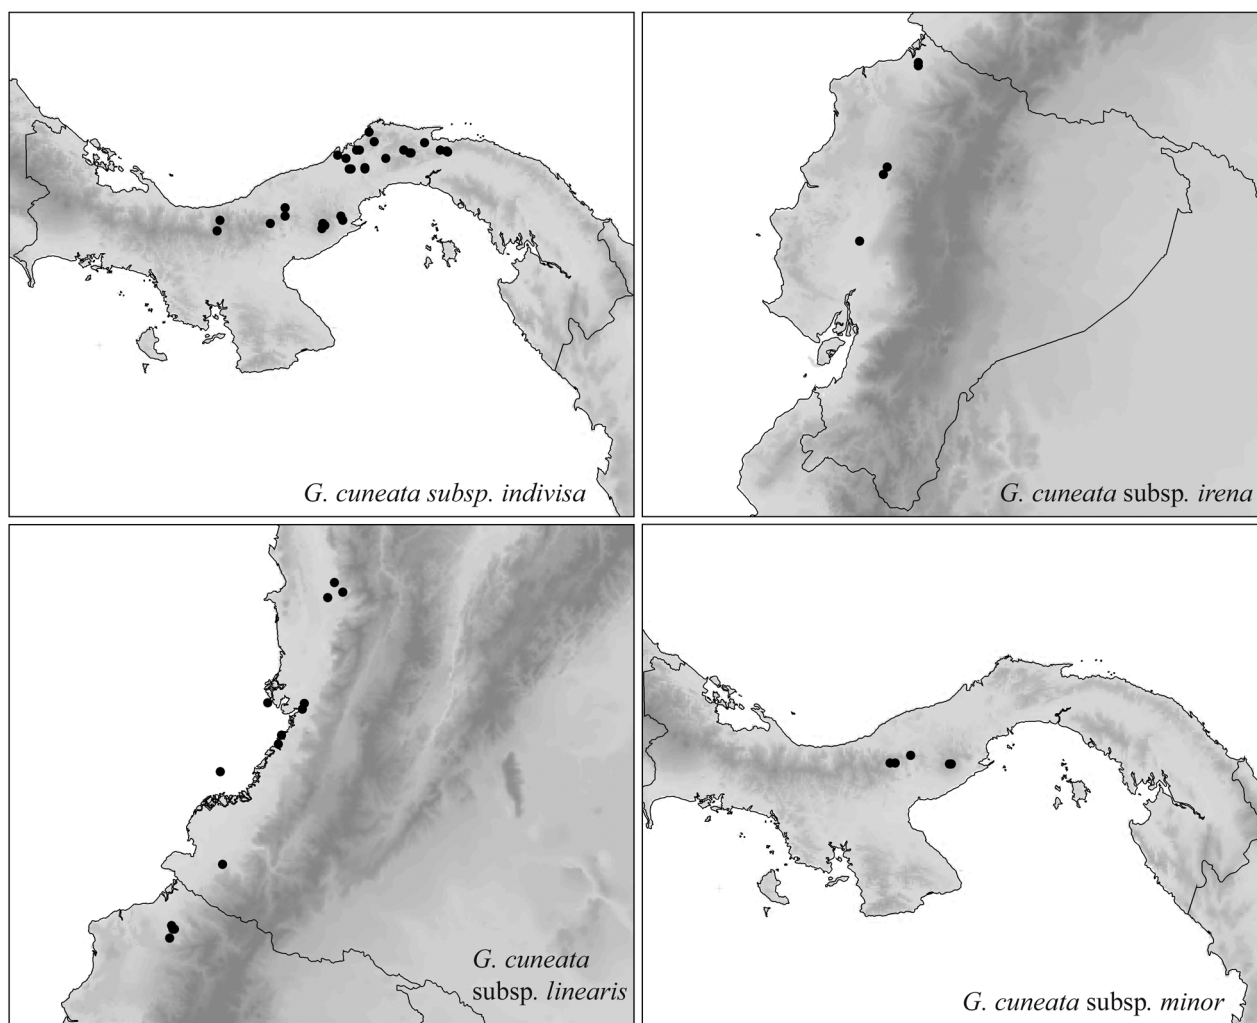 G. cuneata subsp. indivisa
G. cuneata subsp. irena
G. cuneata
subsp. linearis
G. cuneata subsp. minor